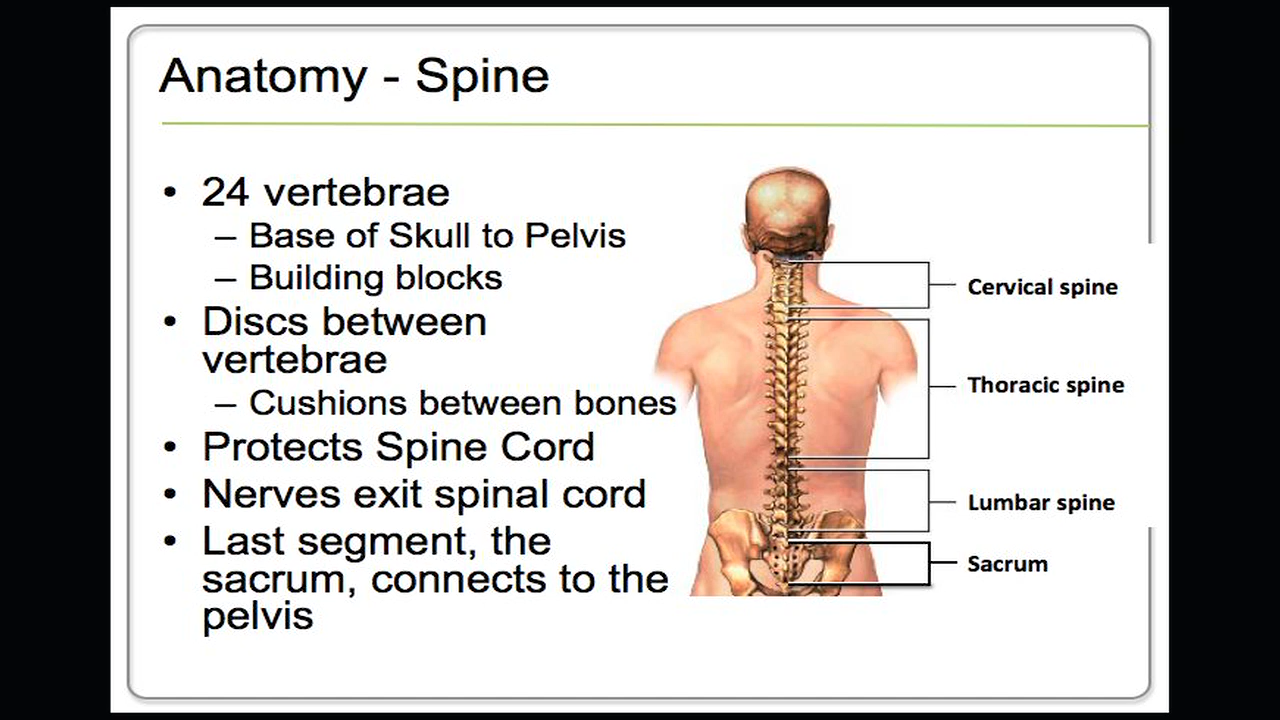 Anatomy - Spine
• 24 vertebrae
– Base of Skull to Pelvis
– Building blocks
• Discs between
vertebrae
– Cushions between bones
• Protects Spine Cord
• Nerves exit spinal cord
• Last segment, the
sacrum, connects to the
pelvis
Cervical spine
Thoracic spine
Lumbar spine
Sacrum